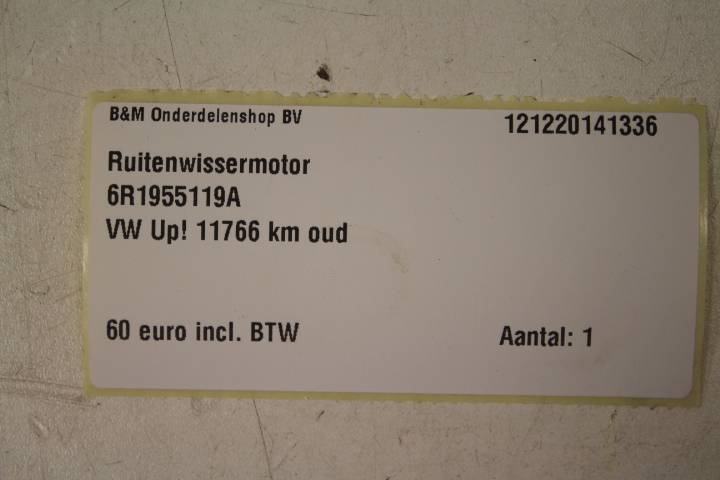 B&M Onderdelenshop BV
121220141336
Ruitenwissermotor
6R1955119A
VW Up! 11766 km oud
60 euro incl. BTW
Aantal: 1